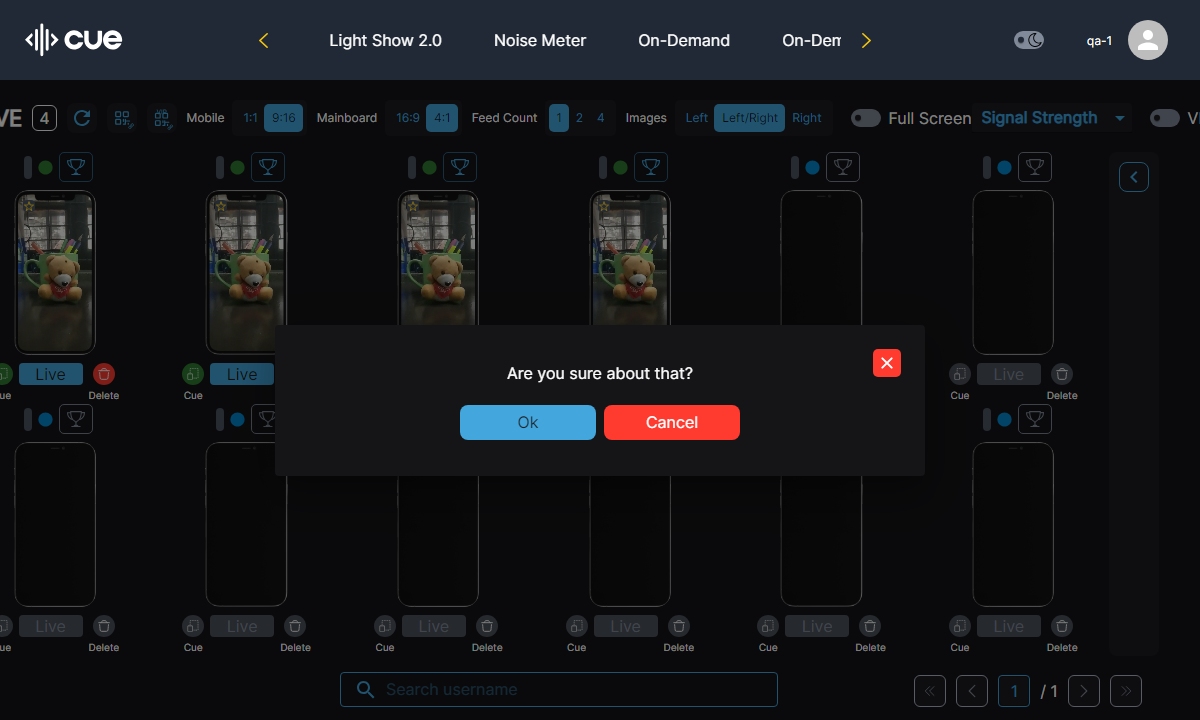 cue
Light Show 2.0
Noise Meter
On-Demand
On-Dem
qa-1
VE 4
Mobile 1:1 9:16
Mainboard 16:9 4:1
Feed Count 1 2 4
Images Left Left/Right Right
Full Screen
Signal Strength
Are you sure about that?
Ok
Cancel
ue Live Delete
Cue Live
Cue Live Delete
ue Live Delete
Cue Live Delete
Cue Live Delete
Cue Live Delete
Cue Live Delete
Cue Live Delete
Search username
1 / 1